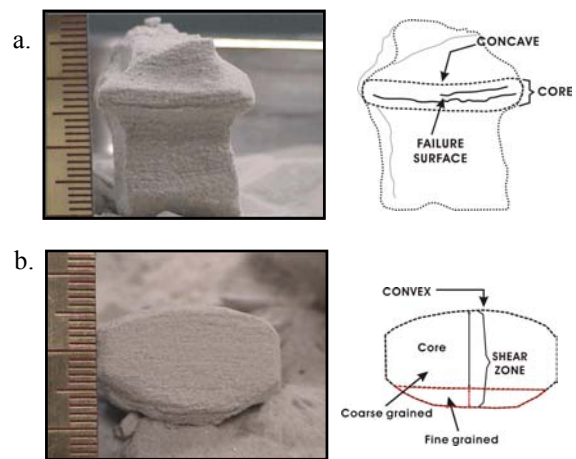 a.
CONCAVE
CORE
FAILURE
SURFACE
b.
CONVEX
Core
SHEAR
ZONE
Coarse grained
Fine grained